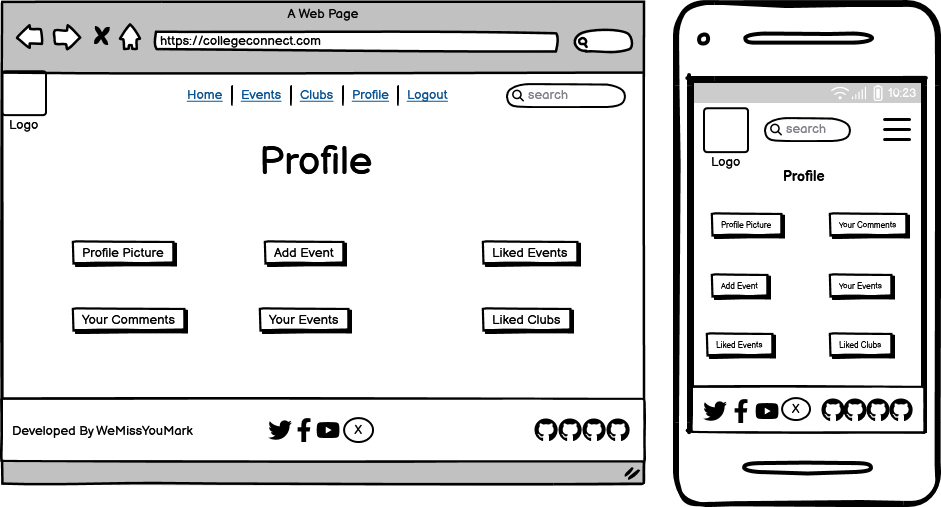 A Web Page
https://collegeconnect.com
Home Events Clubs Profile Logout search
Logo
Profile
Profile Picture Add Event Liked Events
Your Comments Your Events Liked Clubs
Developed By WeMissYouMark X
10:23
search
Logo
Profile
Profile Picture Your Comments
Add Event Your Events
Liked Events Liked Clubs
X